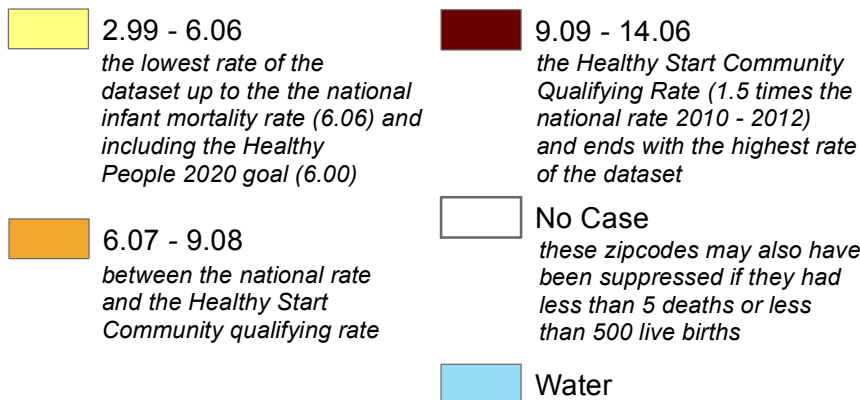 2.99 - 6.06
the lowest rate of the
dataset up to the the national
infant mortality rate (6.06) and
including the Healthy
People 2020 goal (6.00)
6.07 - 9.08
between the national rate
and the Healthy Start
Community qualifying rate
9.09 - 14.06
the Healthy Start Community
Qualifying Rate (1.5 times the
national rate 2010 - 2012)
and ends with the highest rate
of the dataset
No Case
these zipcodes may also have
been suppressed if they had
less than 5 deaths or less
than 500 live births
Water